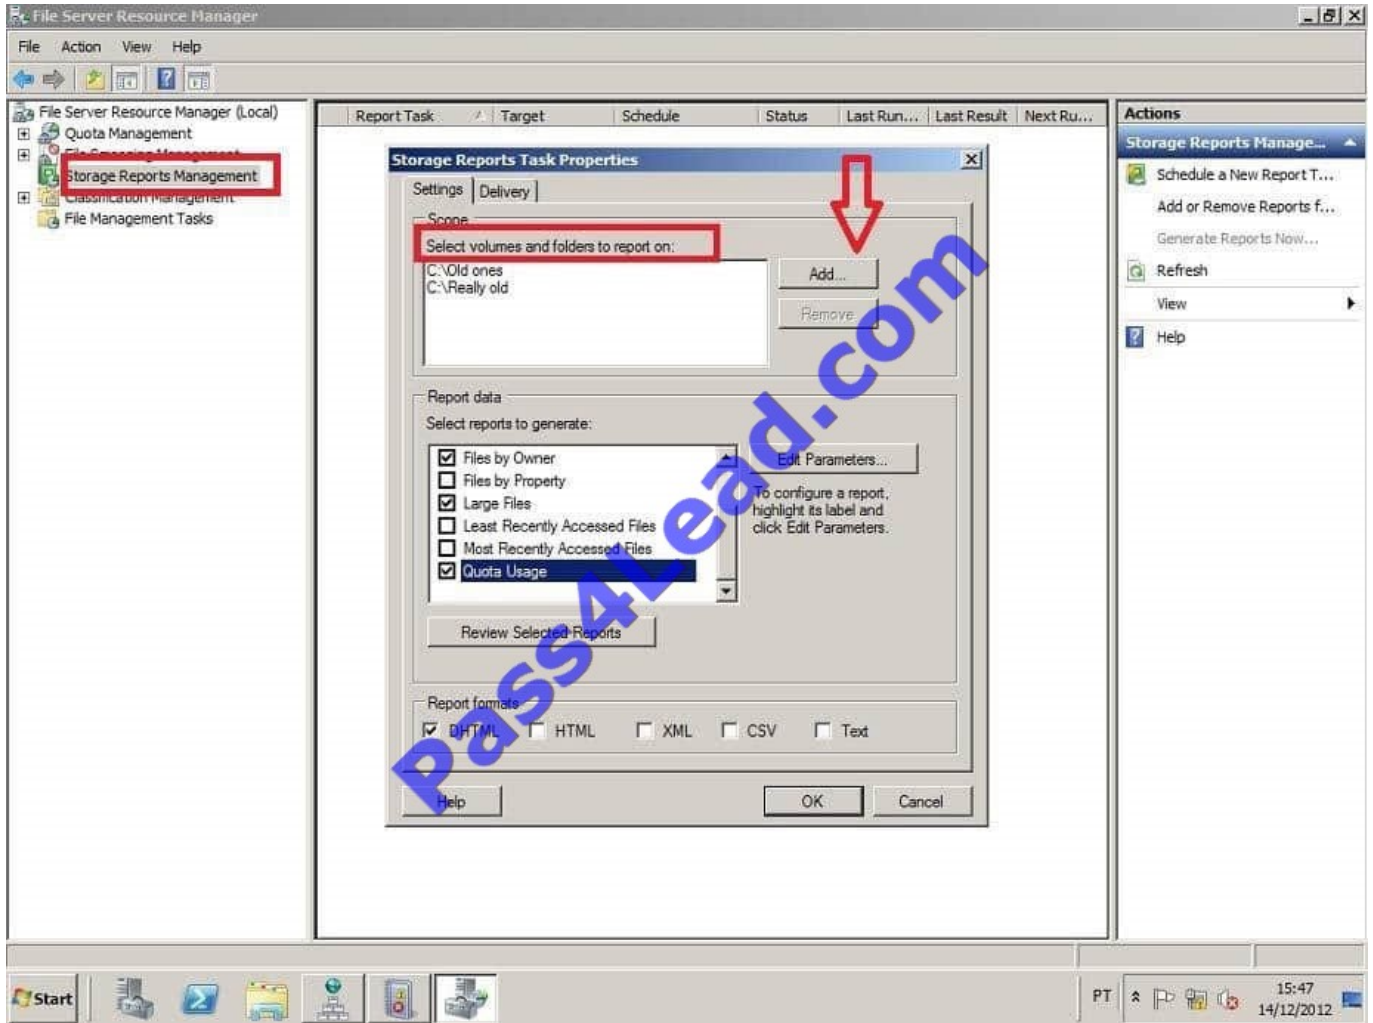 File Server Resource Manager
File Action View Help
File Server Resource Manager (Local)
Quota Management
File Screening Management
Storage Reports Management
Classification Management
File Management Tasks
Report Task Target Schedule Status Last Run... Last Result Next Ru...
Storage Reports Task Properties
Settings Delivery
Scope
Select volumes and folders to report on:
C:\Old ones
C:\Really old
Add...
Remove
Report data
Select reports to generate:
Files by Owner
Files by Property
Large Files
Least Recently Accessed Files
Most Recently Accessed Files
Quota Usage
Edit Parameters...
To configure a report,
highlight its label and
click Edit Parameters.
Review Selected Reports
Report formats
DHTML HTML XML CSV Text
Help OK Cancel
Pass4Lead.com
Actions
Storage Reports Manage...
Schedule a New Report T...
Add or Remove Reports f...
Generate Reports Now...
Refresh
View
Help
Start
PT
15:47
14/12/2012